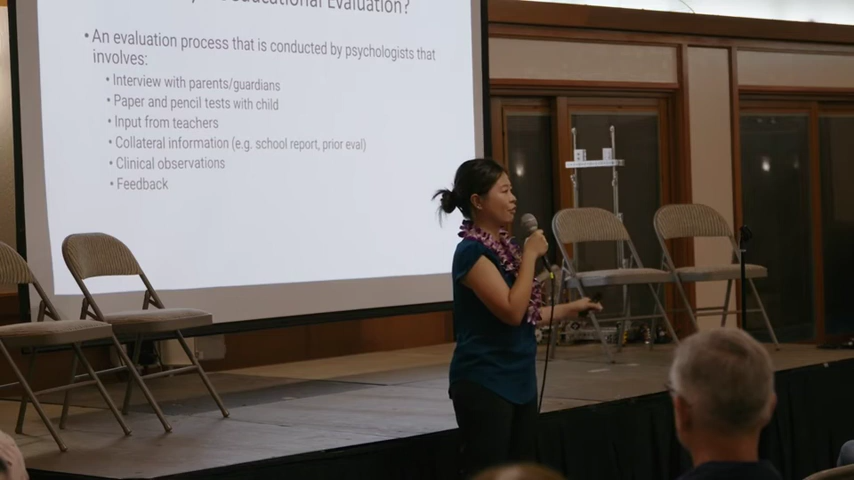 Educational Evaluation?
• An evaluation process that is conducted by psychologists that
involves:
• Interview with parents/guardians
• Paper and pencil tests with child
• Input from teachers
• Collateral information (e.g. school report, prior eval)
• Clinical observations
• Feedback